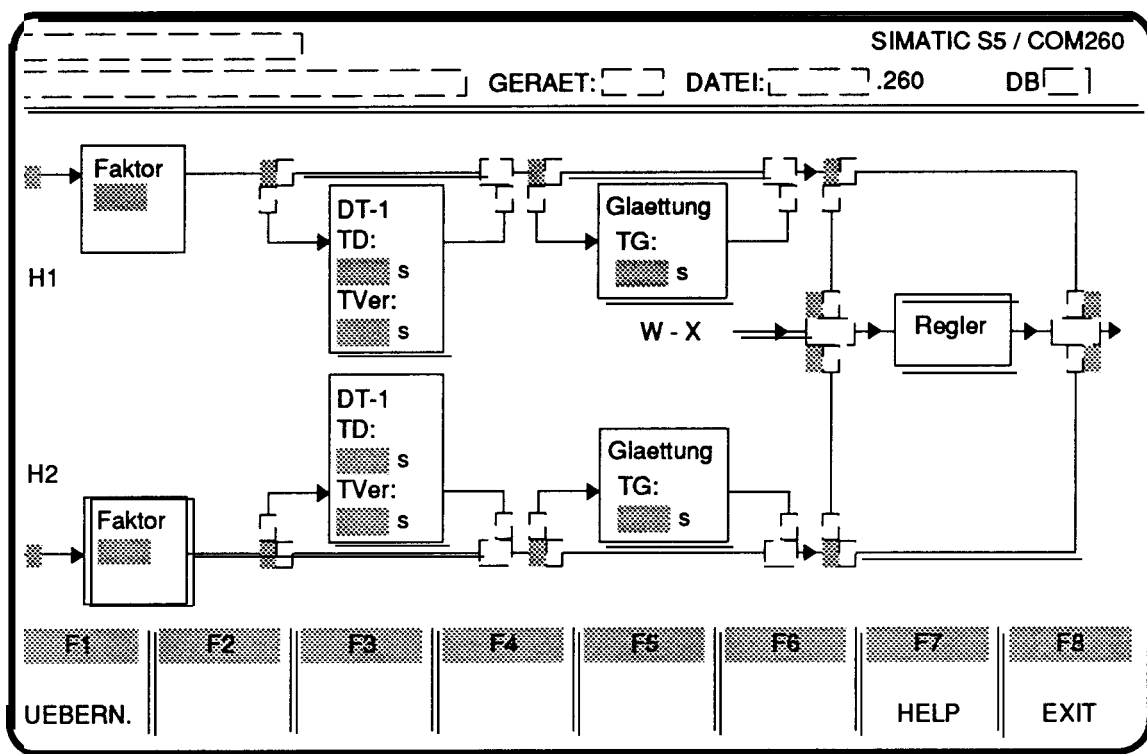 SIMATIC S5 / COM260
GERAET: DATEI: .260 DB
Faktor
H1
DT-1
TD:
s
TVer:
s
Glaettung
TG:
s
W - X
Regler
H2
Faktor
DT-1
TD:
s
TVer:
s
Glaettung
TG:
s
F1 F2 F3 F4 F5 F6 F7 F8
UEBERN. HELP EXIT